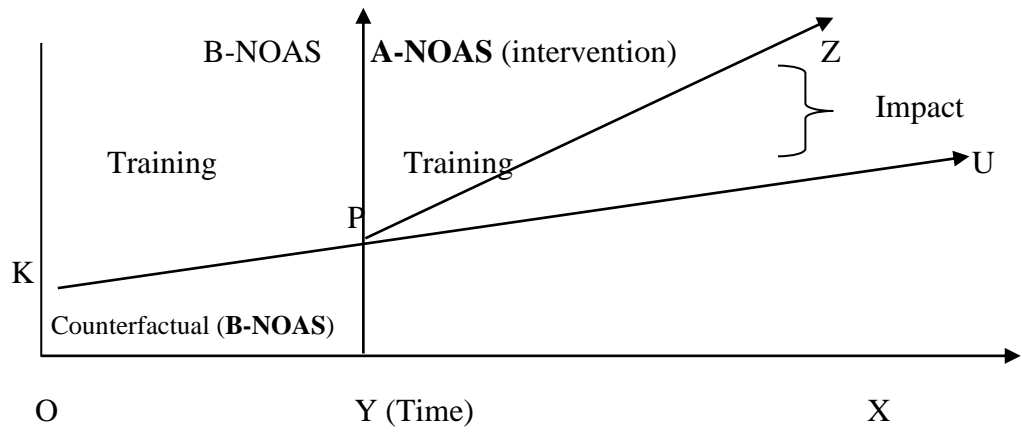 B-NOAS A-NOAS (intervention)
Z
Impact
Training Training
U
P
K
Counterfactual (B-NOAS)
O Y (Time) X